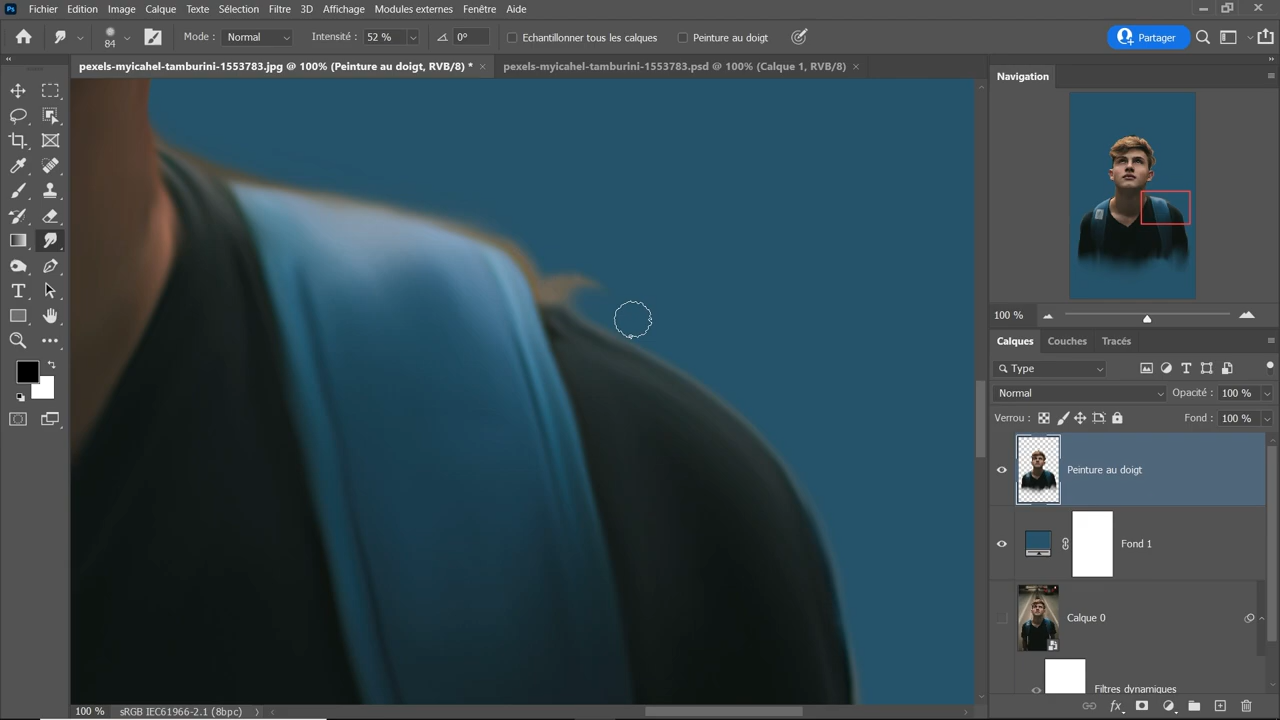 Ps Fichier Edition Image Calque Texte Sélection Filtre 3D Affichage Modules externes Fenêtre Aide
84 Mode : Normal Intensité : 52 % 0° Echantillonner tous les calques Peinture au doigt Partager
pexels-myicahel-tamburini-1553783.jpg @ 100% (Peinture au doigt, RVB/8) * pexels-myicahel-tamburini-1553783.psd @ 100% (Calque 1, RVB/8)
Navigation
100 %
Calques Couches Tracés
Type
Normal Opacité : 100 %
Verrou : Fond : 100 %
Peinture au doigt
Fond 1
Calque 0
Filtres dynamiques
fx
100 % sRGB IEC61966-2.1 (8bpc)